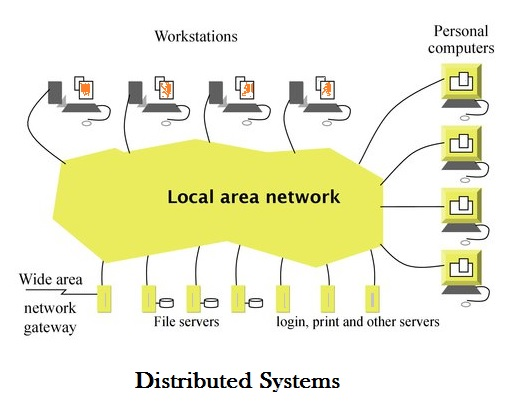 Workstations
Personal
computers
Local area network
Wide area
network
gateway
File servers
login, print and other servers
Distributed Systems